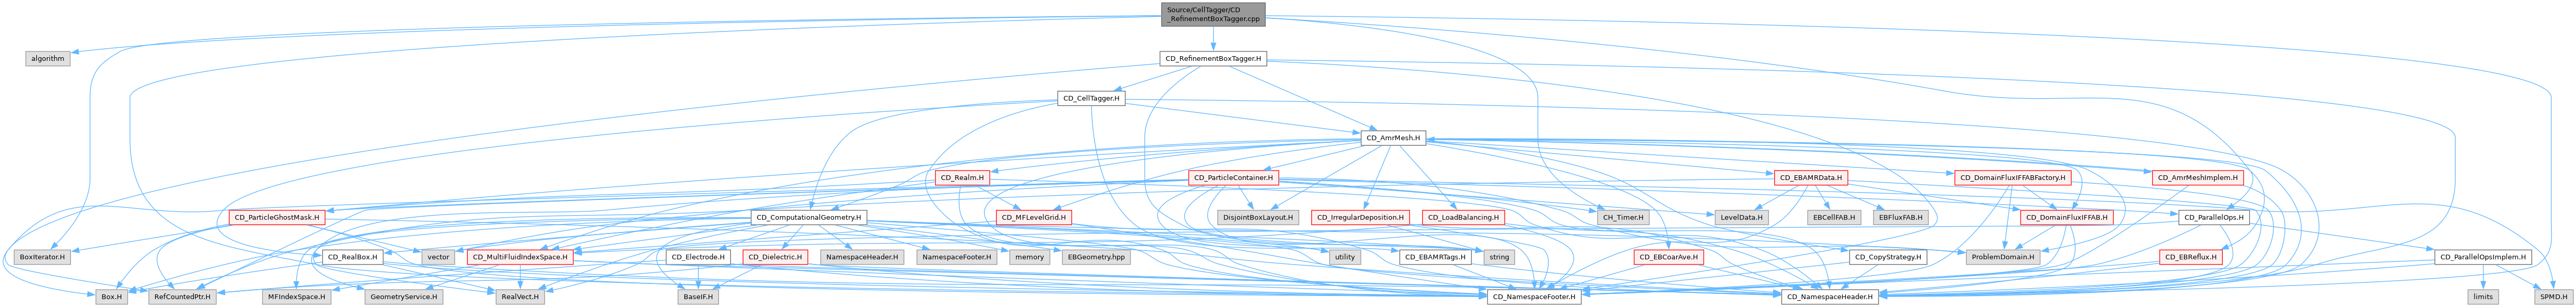 Source/CellTagger/CD
_RefinementBoxTagger.cpp
algorithm
CD_RefinementBoxTagger.H
CD_CellTagger.H
CD_AmrMesh.H
CD_Realm.H
CD_ParticleContainer.H
CD_EBAMRData.H
CD_DomainFluxIFFABFactory.H
CD_AmrMeshImplem.H
CD_ParticleGhostMask.H
CD_ComputationalGeometry.H
CD_MFLevelGrid.H
DisjointBoxLayout.H
CD_IrregularDeposition.H
CD_LoadBalancing.H
CH_Timer.H
LevelData.H
EBCellFAB.H
EBFluxFAB.H
CD_DomainFluxIFFAB.H
CD_ParallelOps.H
BoxIterator.H
CD_RealBox.H
vector
CD_MultiFluidIndexSpace.H
CD_Electrode.H
CD_Dielectric.H
NamespaceHeader.H
NamespaceFooter.H
memory
EBGeometry.hpp
utility
CD_EBAMRTags.H
string
CD_EBCoarAve.H
CD_CopyStrategy.H
ProblemDomain.H
CD_EBReflux.H
CD_ParallelOpsImplem.H
Box.H
RefCountedPtr.H
MFIndexSpace.H
GeometryService.H
RealVect.H
BaseIF.H
CD_NamespaceFooter.H
CD_NamespaceHeader.H
limits
SPMD.H